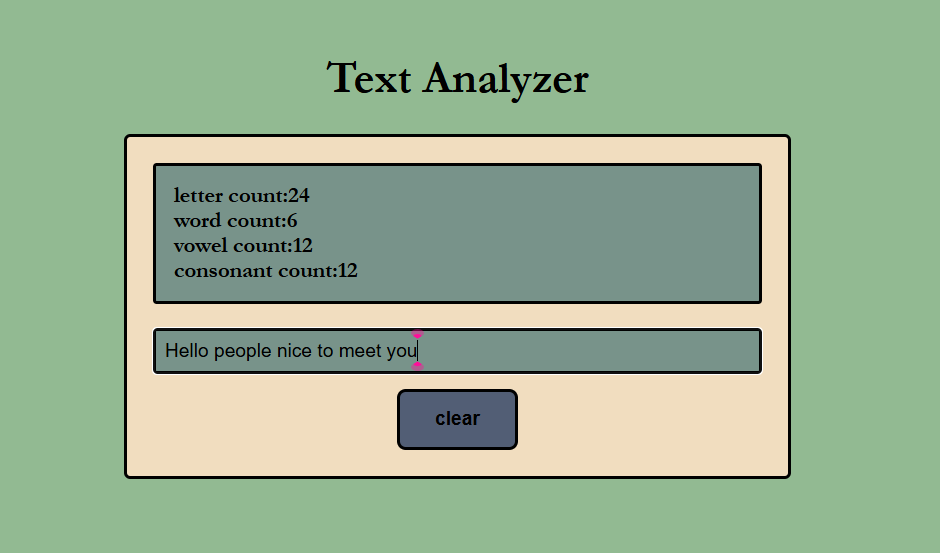 Text Analyzer
letter count:24
word count:6
vowel count:12
consonant count:12
Hello people nice to meet you
clear